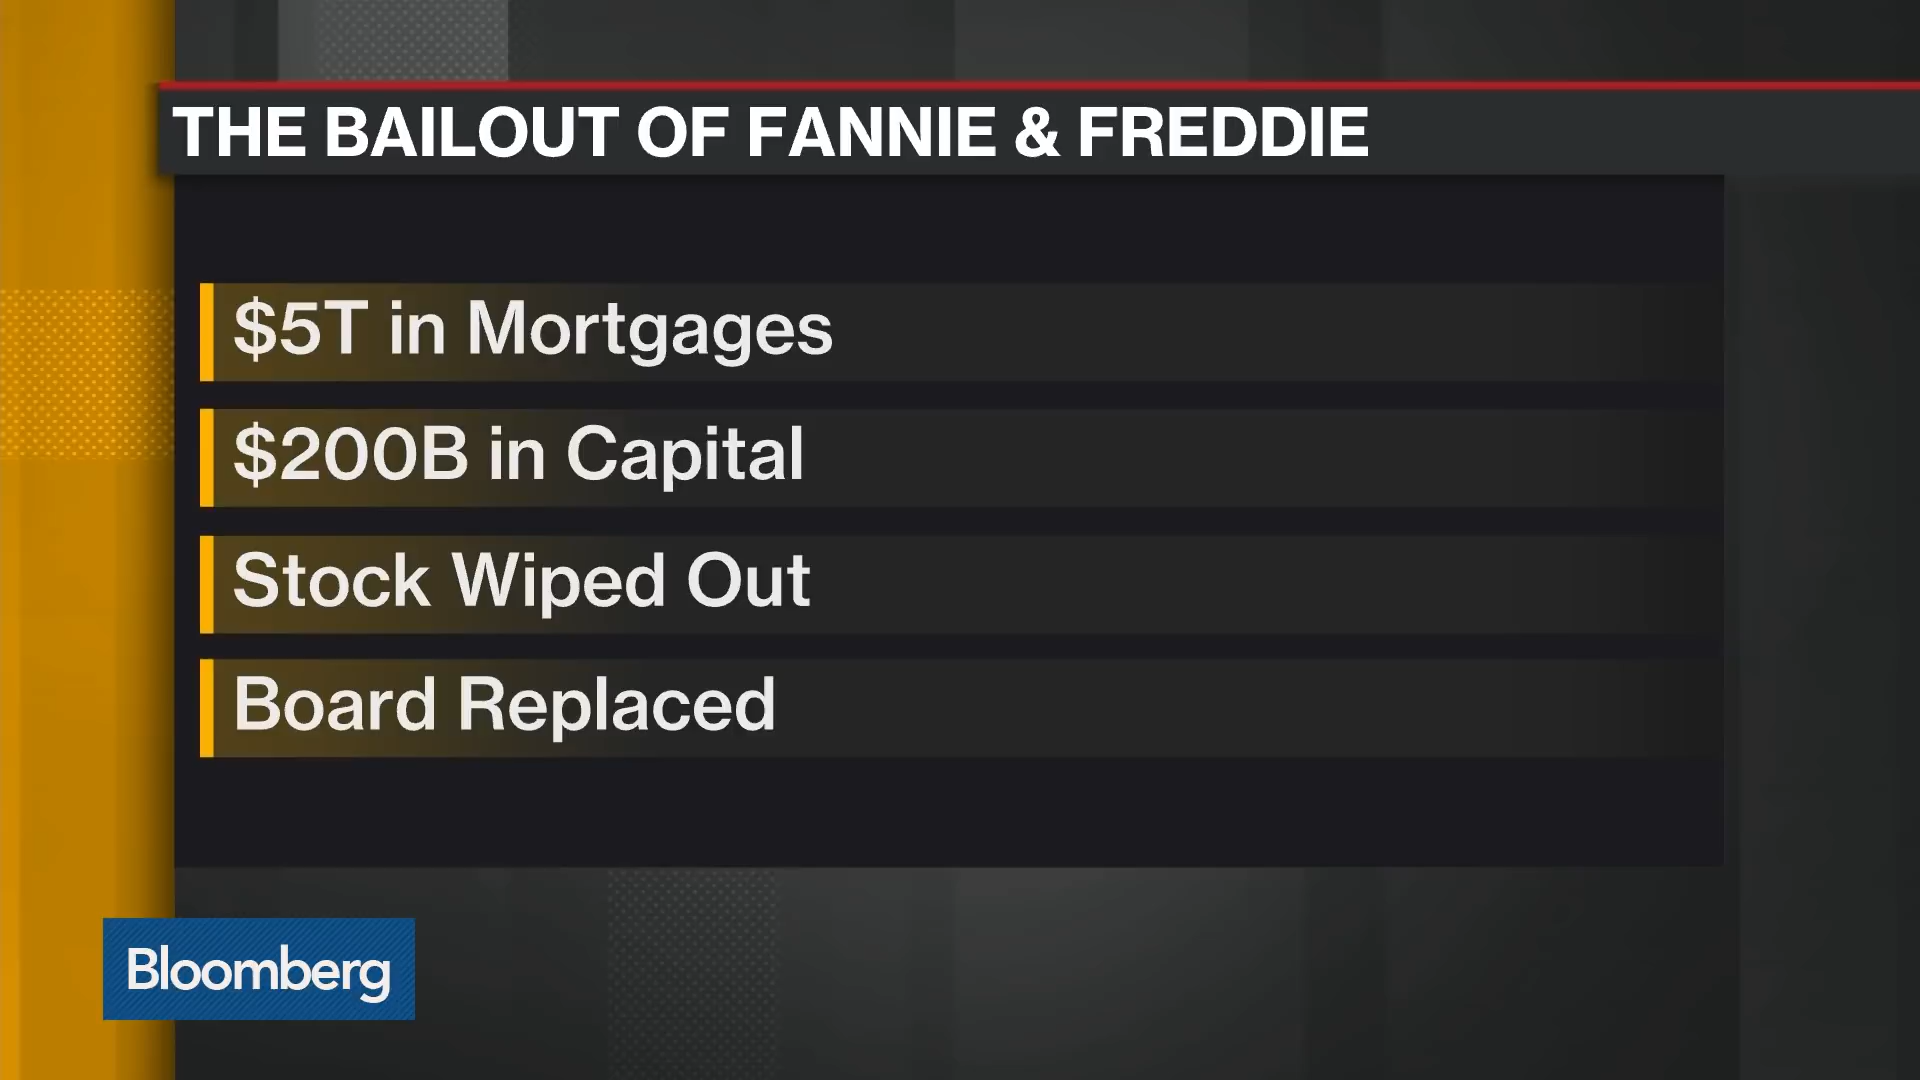 THE BAILOUT OF FANNIE & FREDDIE
$5T in Mortgages
$200B in Capital
Stock Wiped Out
Board Replaced
Bloomberg